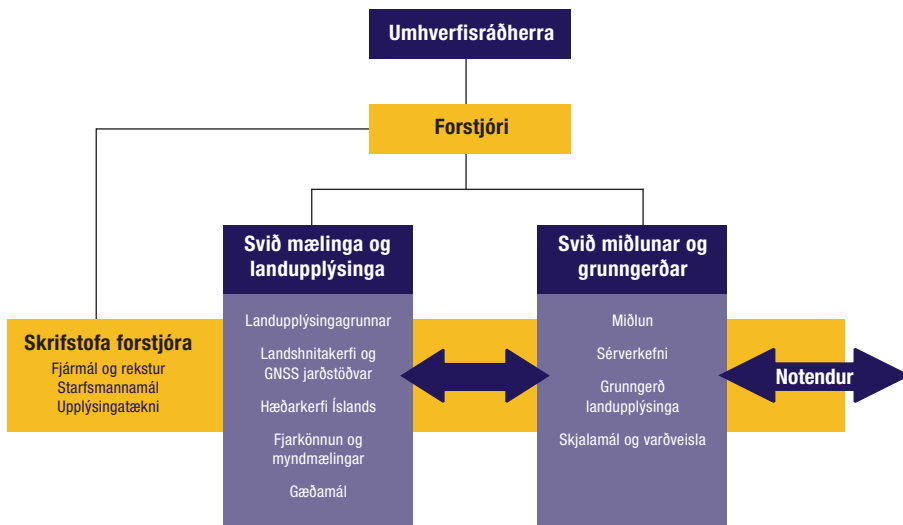 Umhverfisráðherra
Forstjóri
Svið mælinga og
landupplýsinga
Landupplýsingagrunnar
Landshnitakerfi og
GNSS jarðstöðvar
Hæðarkerfi Íslands
Fjarkönnun og
myndmælingar
Gæðamál
Svið miðlunar og
grunngerðar
Miðlun
Sérverkefni
Grunngerð
landupplýsinga
Skjalamál og varðveisla
Skrifstofa forstjóra
Fjármál og rekstur
Starfsmannamál
Upplýsingatækni
Notendur